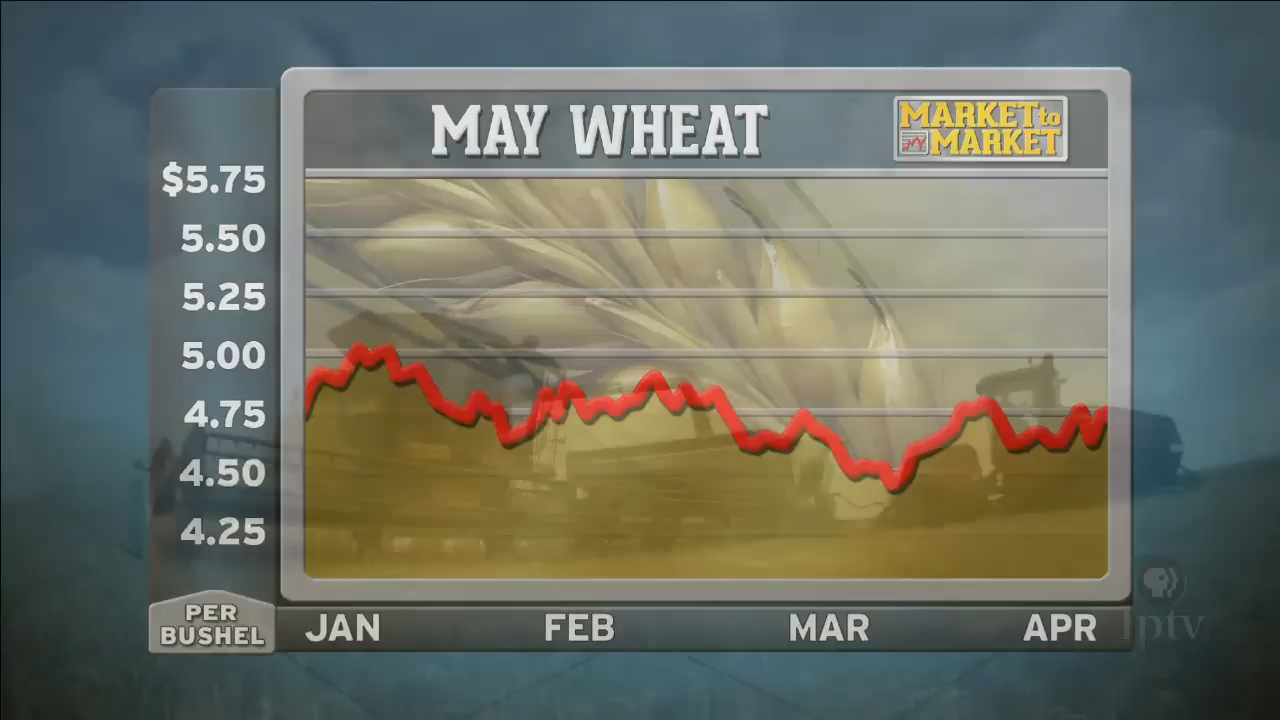 MAY WHEAT
MARKET to
MARKET
$5.75
5.50
5.25
5.00
4.75
4.50
4.25
PER
BUSHEL
JAN FEB MAR APR
Iptv